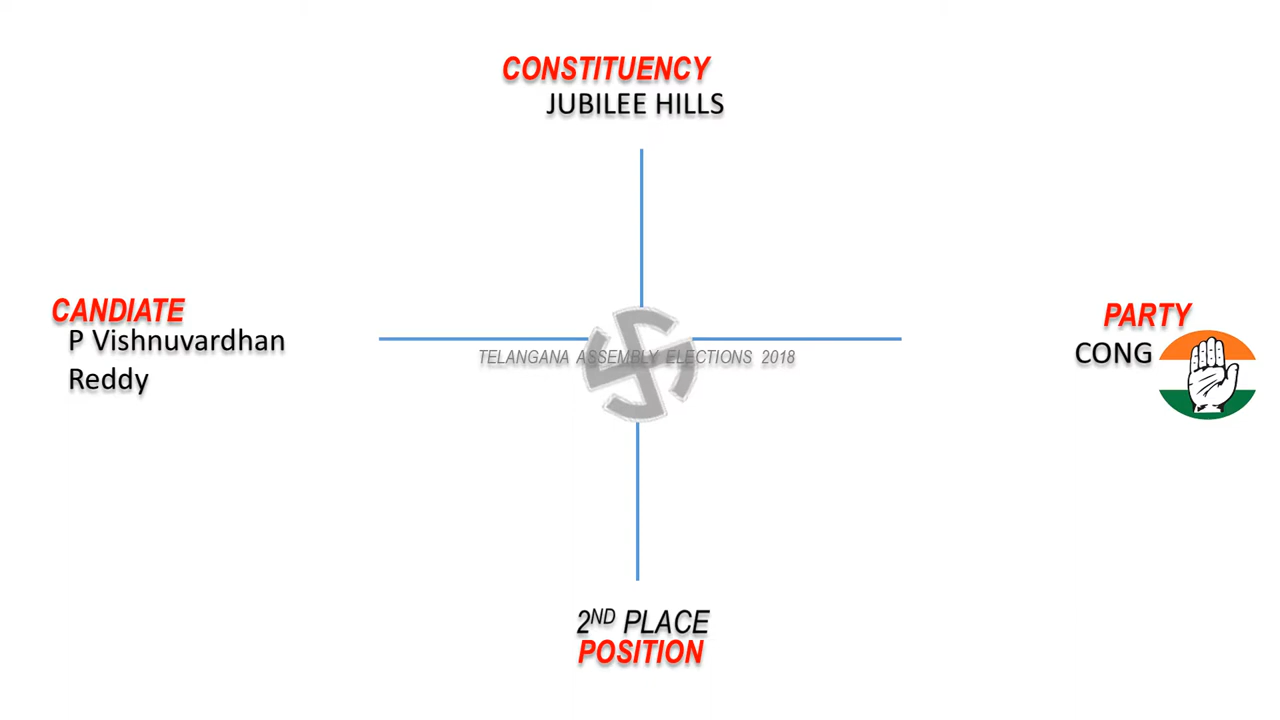 CONSTITUENCY
JUBILEE HILLS
CANDIATE
P Vishnuvardhan
Reddy
PARTY
CONG
TELANGANA ASSEMBLY ELECTIONS 2018
2ND PLACE
POSITION